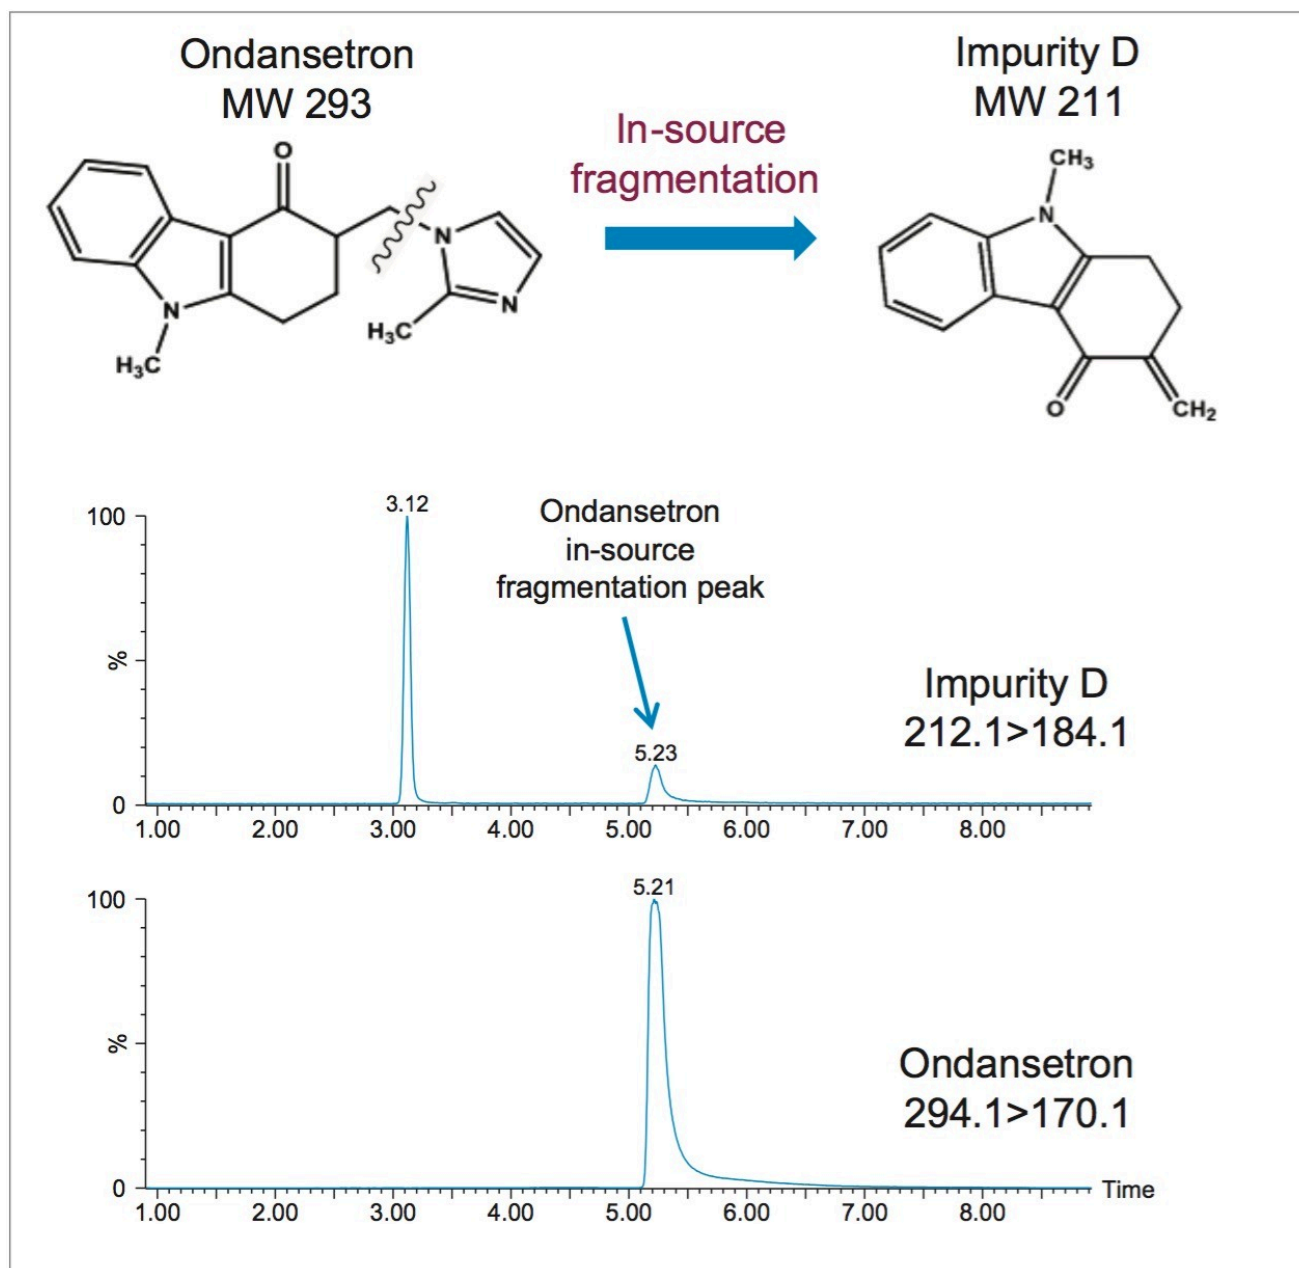 Ondansetron
MW 293
In-source
fragmentation
Impurity D
MW 211
O
N
N
N
H₃C
H₃C
CH₃
N
O
CH₂
Ondansetron
in-source
fragmentation peak
Impurity D
212.1>184.1
100
%
0
3.12
5.23
1.00 2.00 3.00 4.00 5.00 6.00 7.00 8.00
Ondansetron
294.1>170.1
100
%
0
5.21
1.00 2.00 3.00 4.00 5.00 6.00 7.00 8.00
Time